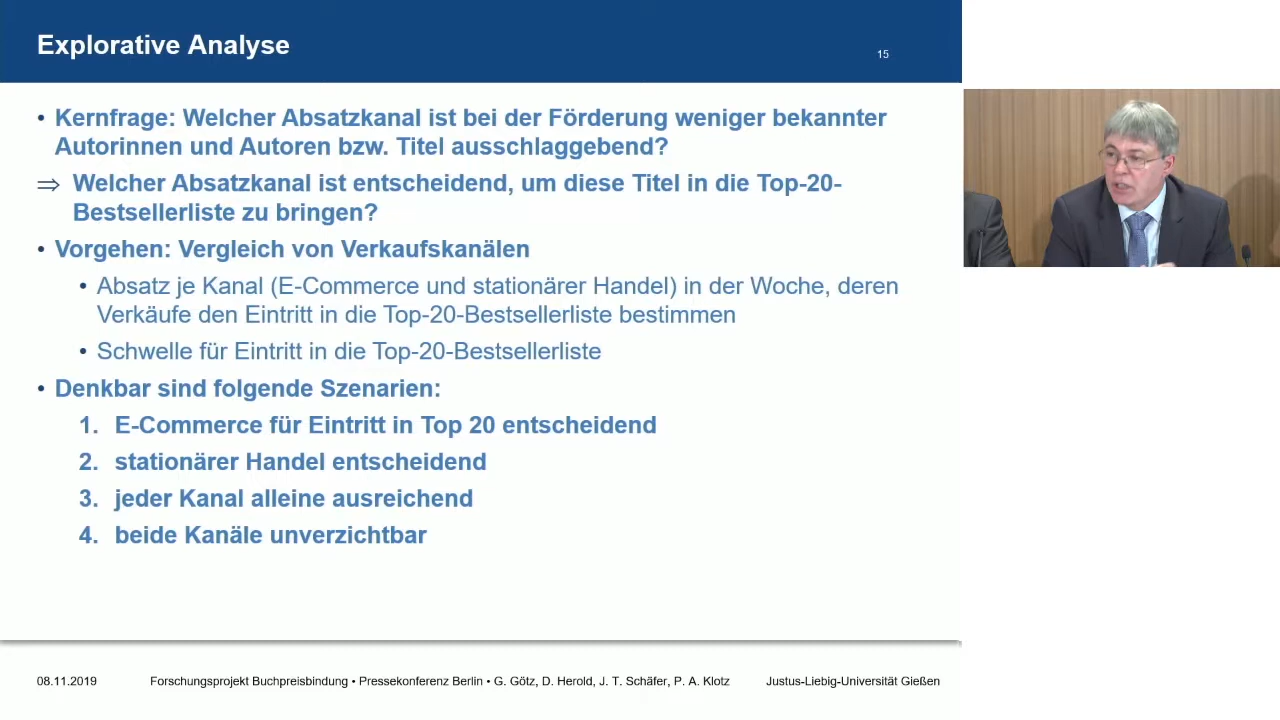 Explorative Analyse
15
• Kernfrage: Welcher Absatzkanal ist bei der Förderung weniger bekannter
Autorinnen und Autoren bzw. Titel ausschlaggebend?
⇒ Welcher Absatzkanal ist entscheidend, um diese Titel in die Top-20-
Bestsellerliste zu bringen?
• Vorgehen: Vergleich von Verkaufskanälen
• Absatz je Kanal (E-Commerce und stationärer Handel) in der Woche, deren
Verkäufe den Eintritt in die Top-20-Bestsellerliste bestimmen
• Schwelle für Eintritt in die Top-20-Bestsellerliste
• Denkbar sind folgende Szenarien:
1. E-Commerce für Eintritt in Top 20 entscheidend
2. stationärer Handel entscheidend
3. jeder Kanal alleine ausreichend
4. beide Kanäle unverzichtbar
08.11.2019 Forschungsprojekt Buchpreisbindung • Pressekonferenz Berlin • G. Götz, D. Herold, J. T. Schäfer, P. A. Klotz Justus-Liebig-Universität Gießen